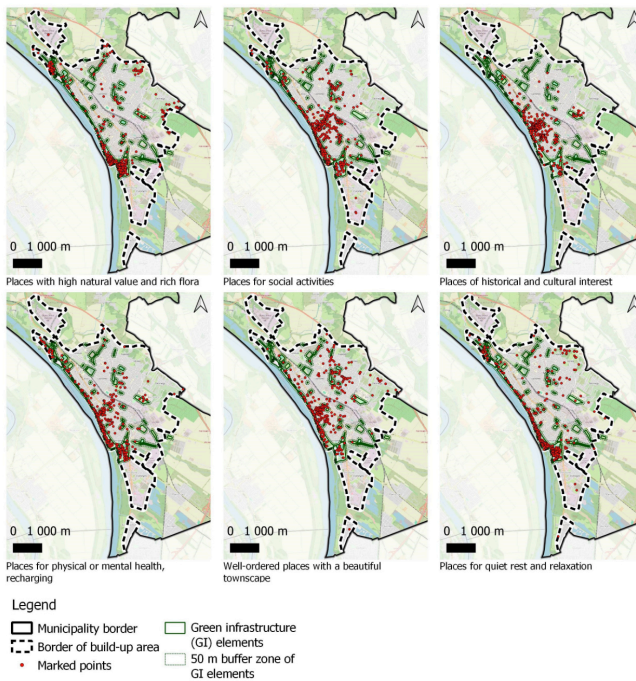 0 1 000 m
0 1 000 m
0 1 000 m
Places with high natural value and rich flora
Places for social activities
Places of historical and cultural interest
0 1 000 m
0 1 000 m
0 1 000 m
Places for physical or mental health,
recharging
Well-ordered places with a beautiful
townscape
Places for quiet rest and relaxation
Legend
Municipality border
Border of build-up area
Marked points
Green infrastructure
(GI) elements
50 m buffer zone of
GI elements